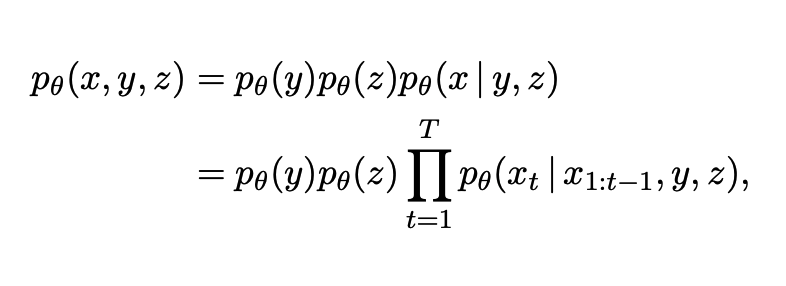 p_θ(x, y, z) = p_θ(y)p_θ(z)p_θ(x | y, z)
= p_θ(y)p_θ(z) ∏_{t=1}^{T} p_θ(x_t | x_{1:t−1}, y, z),